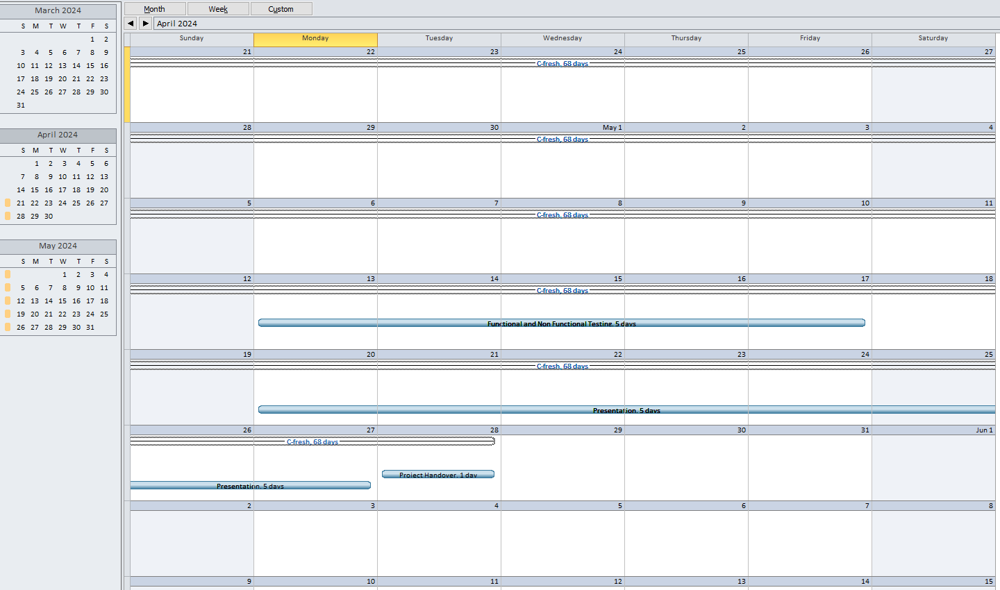 March 2024
S M T W T F S
1 2
3 4 5 6 7 8 9
10 11 12 13 14 15 16
17 18 19 20 21 22 23
24 25 26 27 28 29 30
31
April 2024
S M T W T F S
1 2 3 4 5 6
7 8 9 10 11 12 13
14 15 16 17 18 19 20
21 22 23 24 25 26 27
28 29 30
May 2024
S M T W T F S
1 2 3 4
5 6 7 8 9 10 11
12 13 14 15 16 17 18
19 20 21 22 23 24 25
26 27 28 29 30 31
Month Week Custom
April 2024
Sunday Monday Tuesday Wednesday Thursday Friday Saturday
21 22 23 24 25 26 27
C-fresh, 68 days
28 29 30 May 1 2 3 4
C-fresh, 68 days
5 6 7 8 9 10 11
C-fresh, 68 days
12 13 14 15 16 17 18
C-fresh, 68 days
Functional and Non Functional Testing, 5 days
19 20 21 22 23 24 25
C-fresh, 68 days
Presentation, 5 days
26 27 28 29 30 31 Jun 1
C-fresh, 68 days
Project Handover, 1 day
Presentation, 5 days
2 3 4 5 6 7 8
9 10 11 12 13 14 15